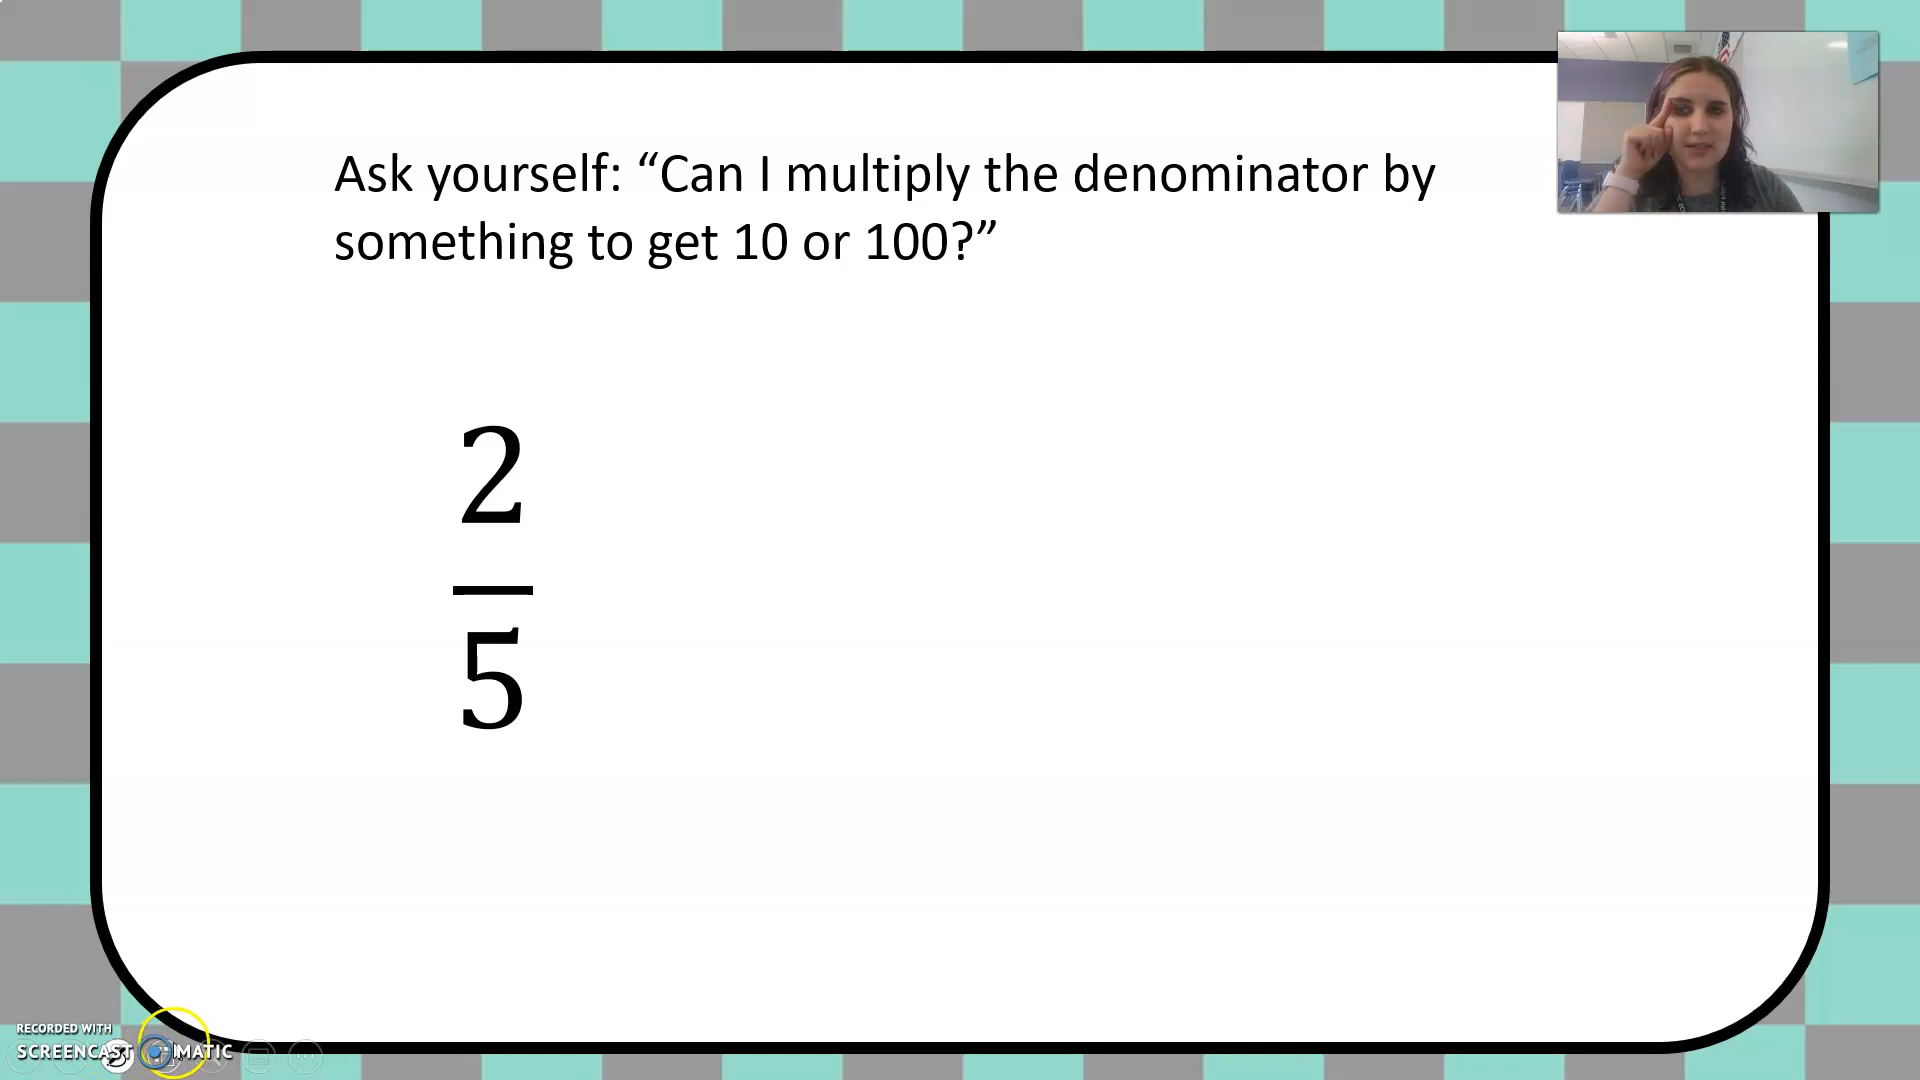 Ask yourself: “Can I multiply the denominator by
something to get 10 or 100?”
2
5
RECORDED WITH
SCREENCAST MATIC